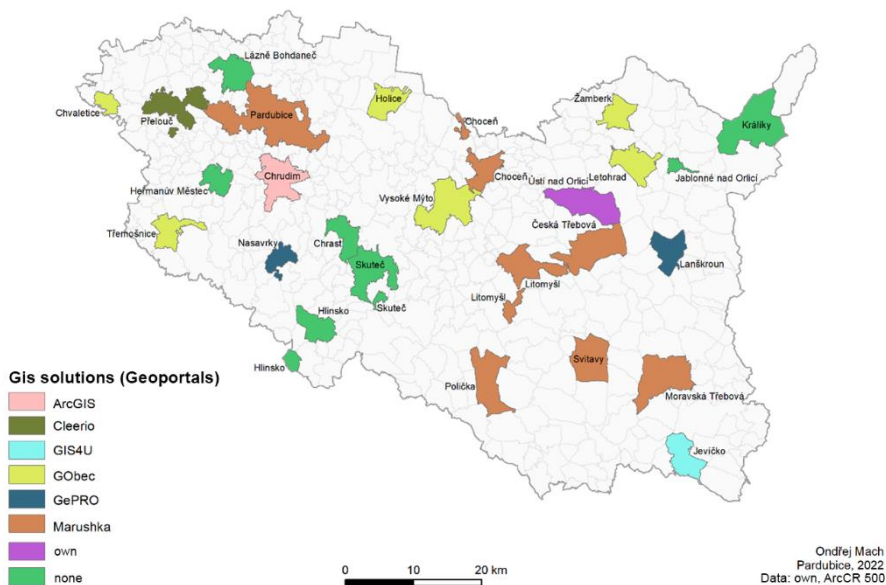 Lázně Bohdaneč
Chvaletice
Přelouč
Pardubice
Holice
Choceň
Žamberk
Králíky
Heřmanův Městec
Chrudim
Choceň
Vysoké Mýto
Ústí nad Orlicí
Letohrad
Jablonné nad Orlicí
Třemošnice
Nasavrky
Chrast
Skuteč
Skuteč
Česká Třebová
Litomyšl
Litomyšl
Lanškroun
Hlinsko
Hlinsko
Polička
Svitavy
Moravská Třebová
Jevíčko
Gis solutions (Geoportals)
ArcGIS
Cleerio
GIS4U
GObec
GePRO
Marushka
own
none
0 10 20 km
Ondřej Mach
Pardubice, 2022
Data: own, ArcCR 500